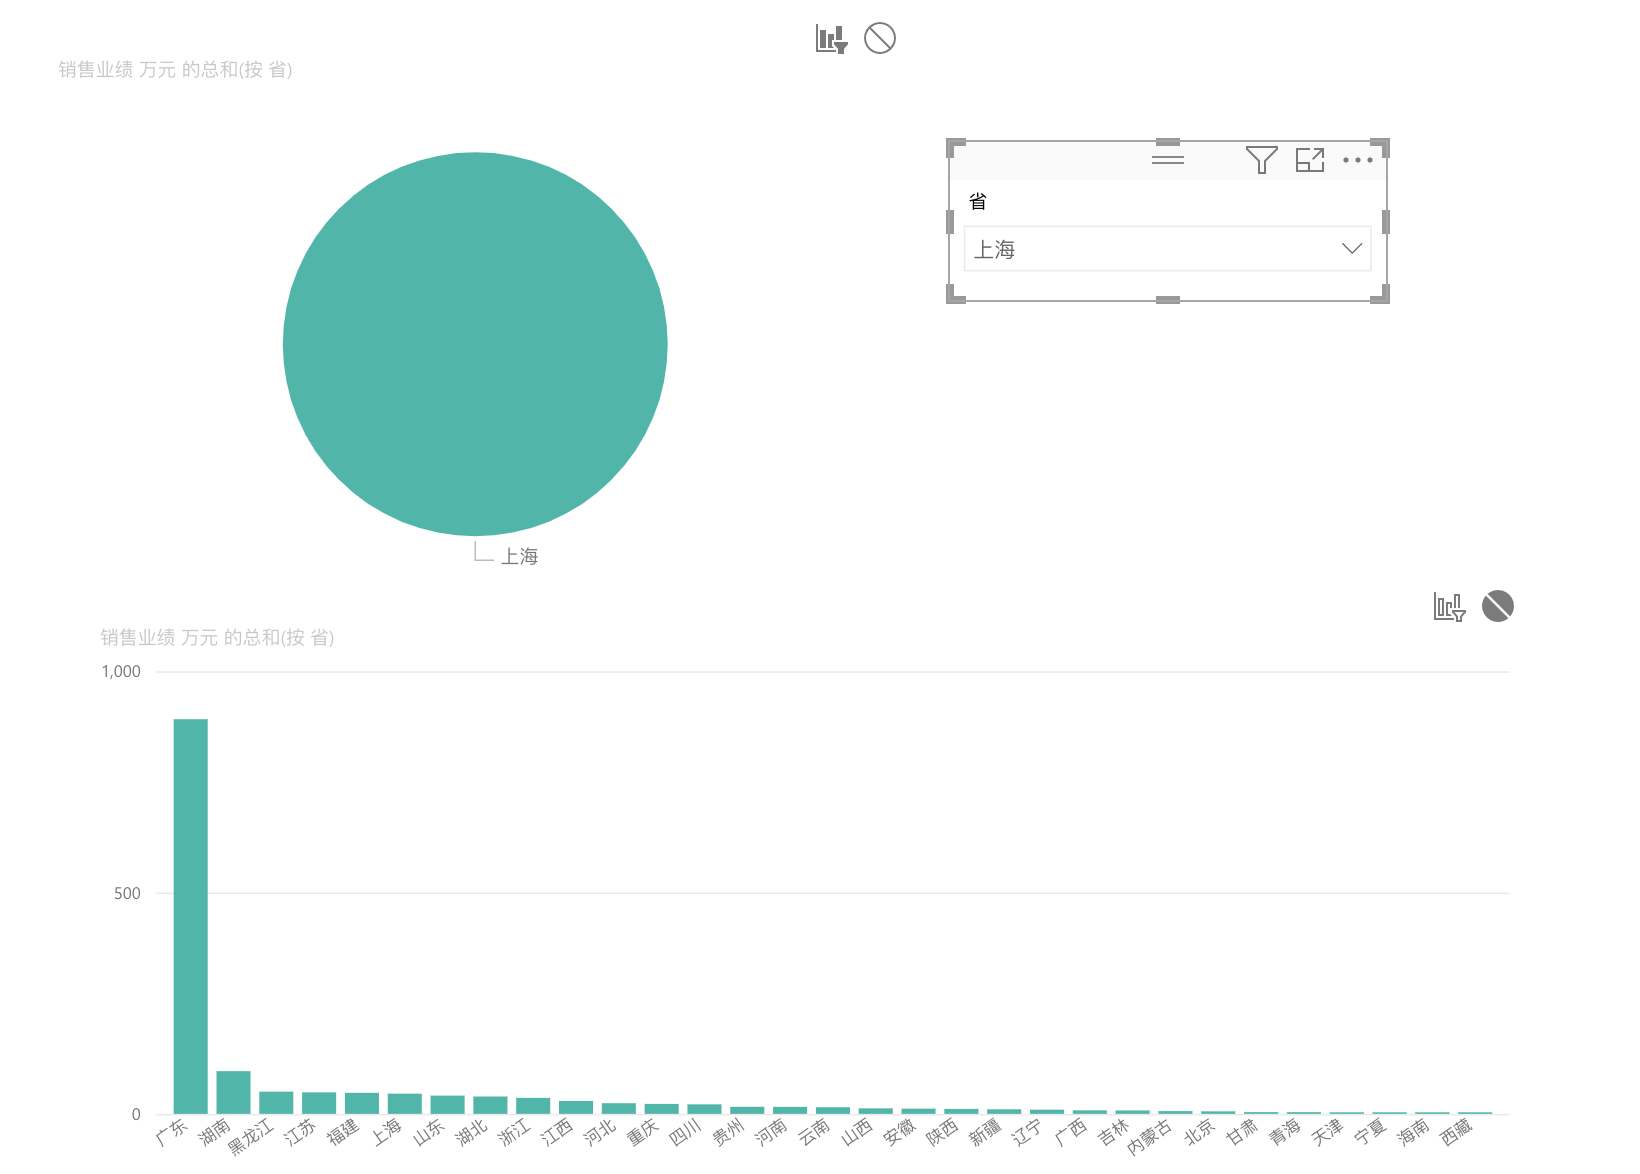 销售业绩 万元 的总和(按 省)
省
上海
上海
销售业绩 万元 的总和(按 省)
1,000
500
0
广东
湖南
黑龙江
江苏
福建
上海
山东
湖北
浙江
江西
河北
重庆
四川
贵州
河南
云南
山西
安徽
陕西
新疆
辽宁
广西
吉林
内蒙古
北京
甘肃
青海
天津
宁夏
海南
西藏